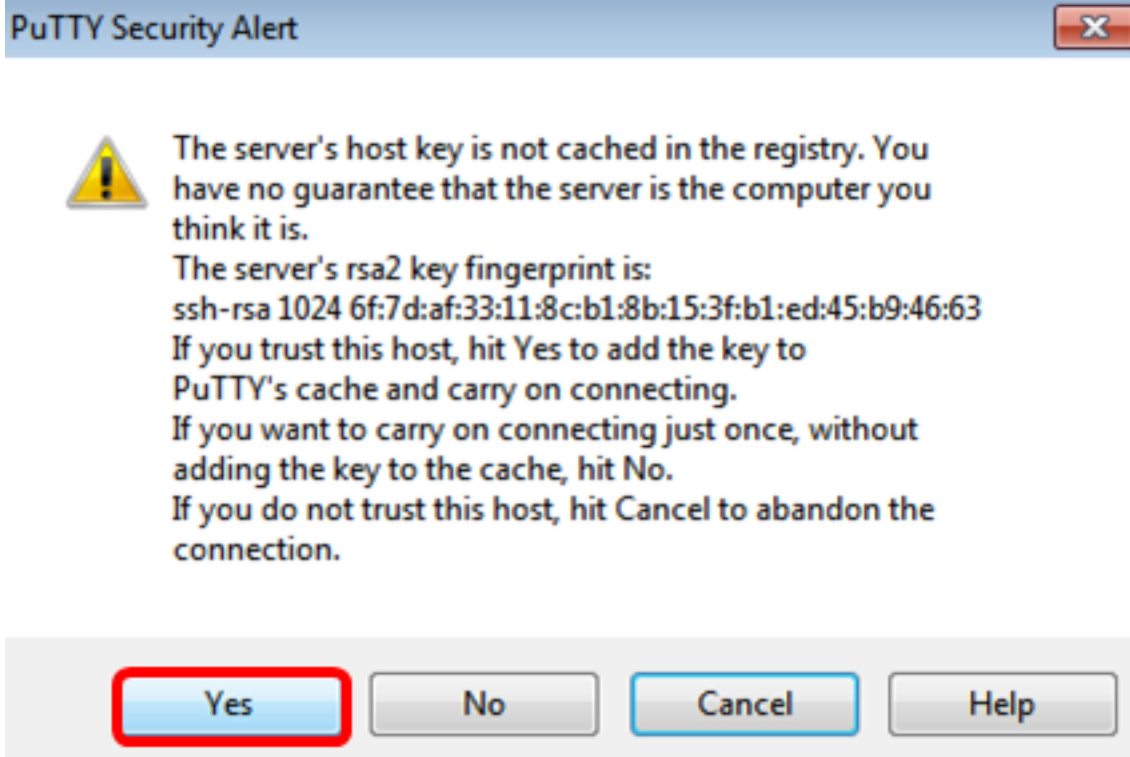 PuTTY Security Alert
The server's host key is not cached in the registry. You
have no guarantee that the server is the computer you
think it is.
The server's rsa2 key fingerprint is:
ssh-rsa 1024 6f:7d:af:33:11:8c:b1:8b:15:3f:b1:ed:45:b9:46:63
If you trust this host, hit Yes to add the key to
PuTTY's cache and carry on connecting.
If you want to carry on connecting just once, without
adding the key to the cache, hit No.
If you do not trust this host, hit Cancel to abandon the
connection.
Yes No Cancel Help